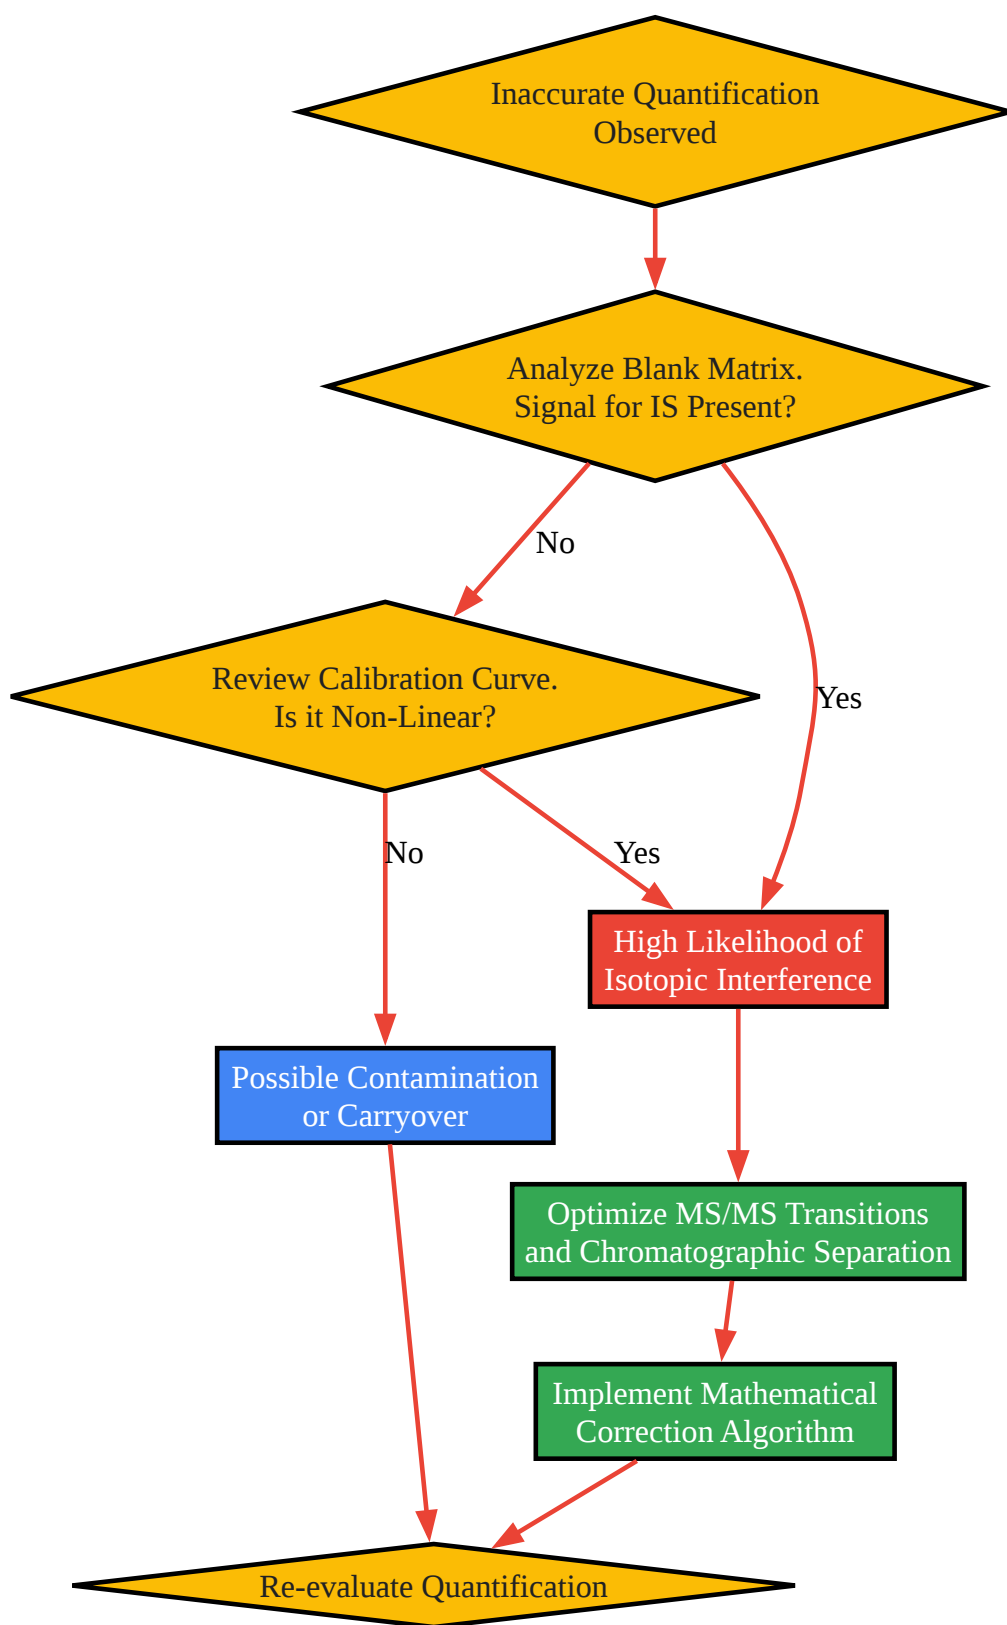 Inaccurate Quantification
Observed
Analyze Blank Matrix.
Signal for IS Present?
No
Review Calibration Curve.
Is it Non-Linear?
Yes
No
Yes
High Likelihood of
Isotopic Interference
Possible Contamination
or Carryover
Optimize MS/MS Transitions
and Chromatographic Separation
Implement Mathematical
Correction Algorithm
Re-evaluate Quantification